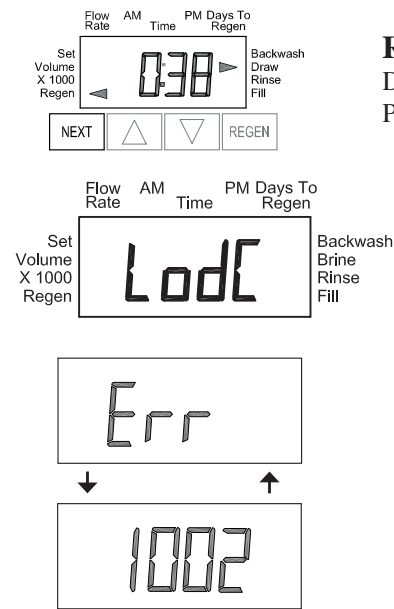 Flow AM PM Days To
Rate Time Regen
Set Backwash
Volume 0:38 Draw
X 1000 Rinse
Regen Fill
NEXT REGEN
Flow AM PM Days To
Rate Time Regen
Set Backwash
Volume LodC Brine
X 1000 Rinse
Regen Fill
Err
1002